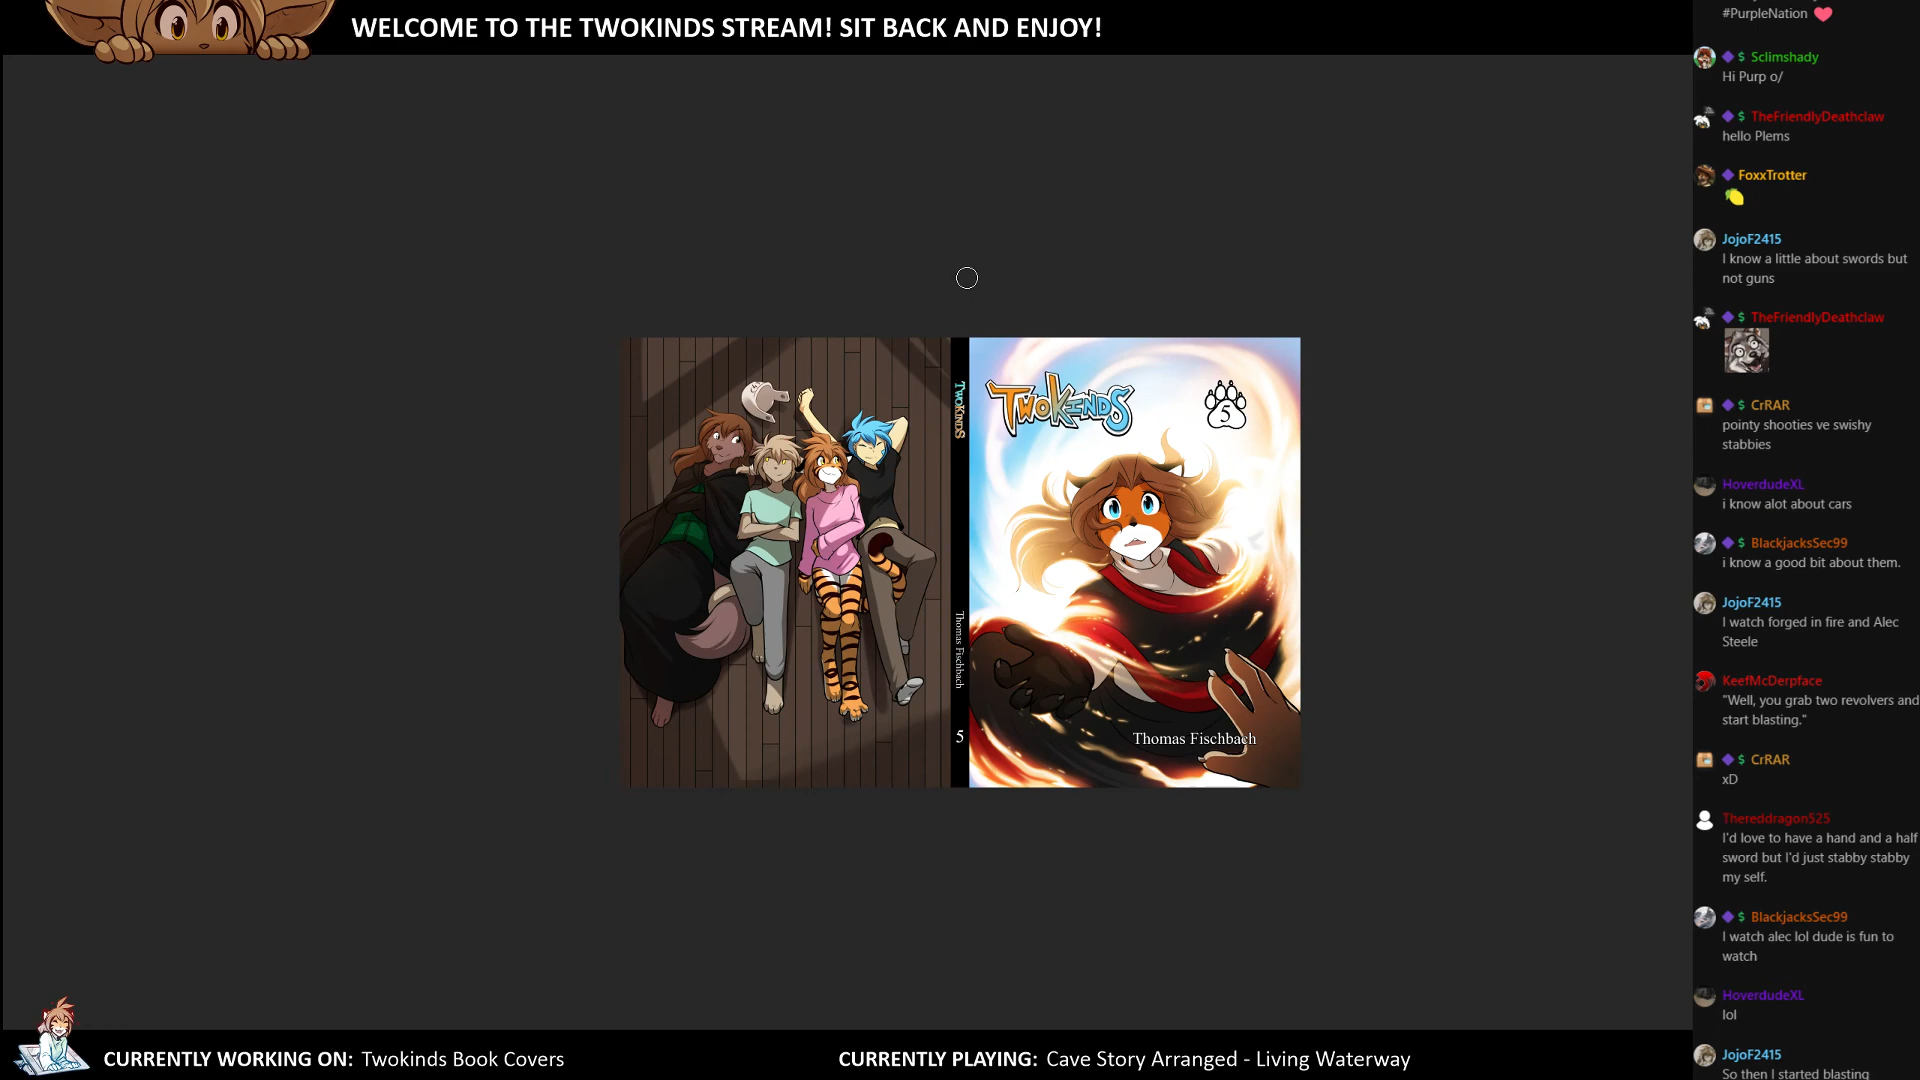 WELCOME TO THE TWOKINDS STREAM! SIT BACK AND ENJOY!
TWOKINDS
Thomas Fischbach
5
TWOKINDS
5
Thomas Fischbach
CURRENTLY WORKING ON: Twokinds Book Covers
CURRENTLY PLAYING: Cave Story Arranged - Living Waterway
#PurpleNation
$ Sclimshady
Hi Purp o/
$ TheFriendlyDeathclaw
hello Plems
FoxxTrotter
JojoF2415
I know a little about swords but
not guns
$ TheFriendlyDeathclaw
$ CrRAR
pointy shooties ve swishy
stabbies
HoverdudeXL
i know alot about cars
$ BlackjacksSec99
i know a good bit about them.
JojoF2415
I watch forged in fire and Alec
Steele
KeefMcDerpface
"Well, you grab two revolvers and
start blasting."
$ CrRAR
xD
Thereddragon525
I'd love to have a hand and a half
sword but I'd just stabby stabby
my self.
$ BlackjacksSec99
I watch alec lol dude is fun to
watch
HoverdudeXL
lol
JojoF2415
So then I started blasting